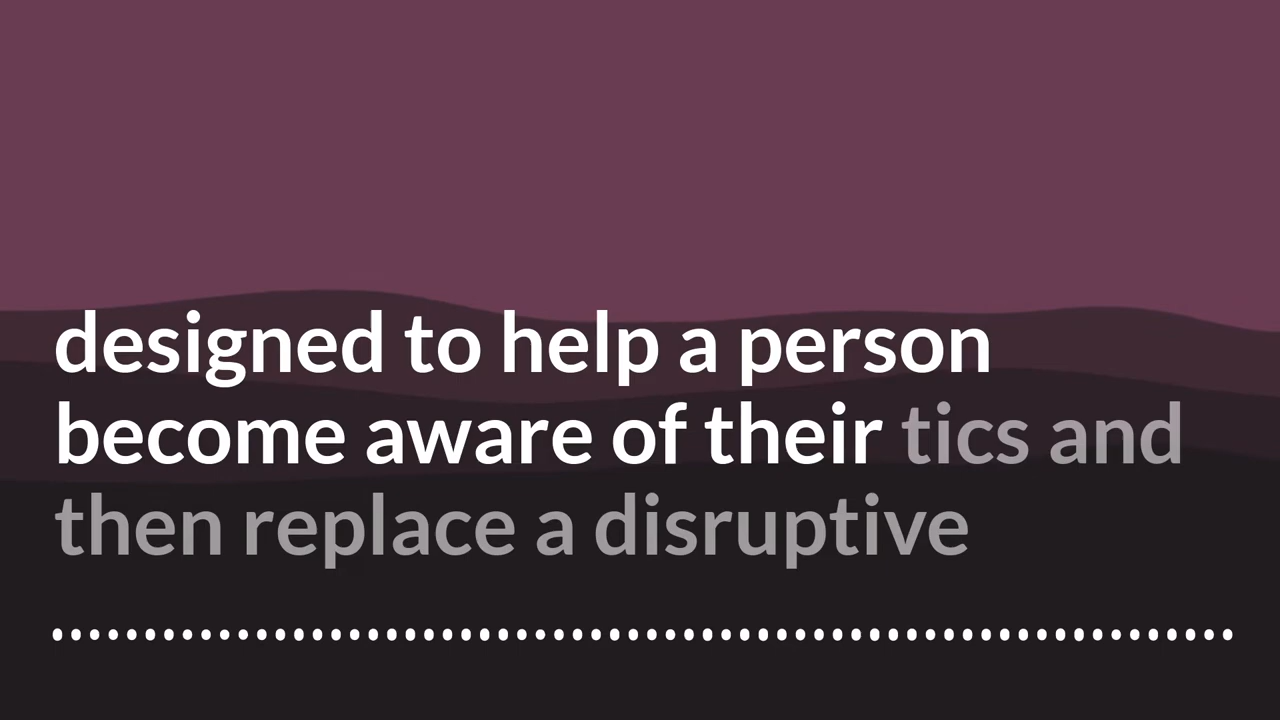 designed to help a person
become aware of their tics and
then replace a disruptive